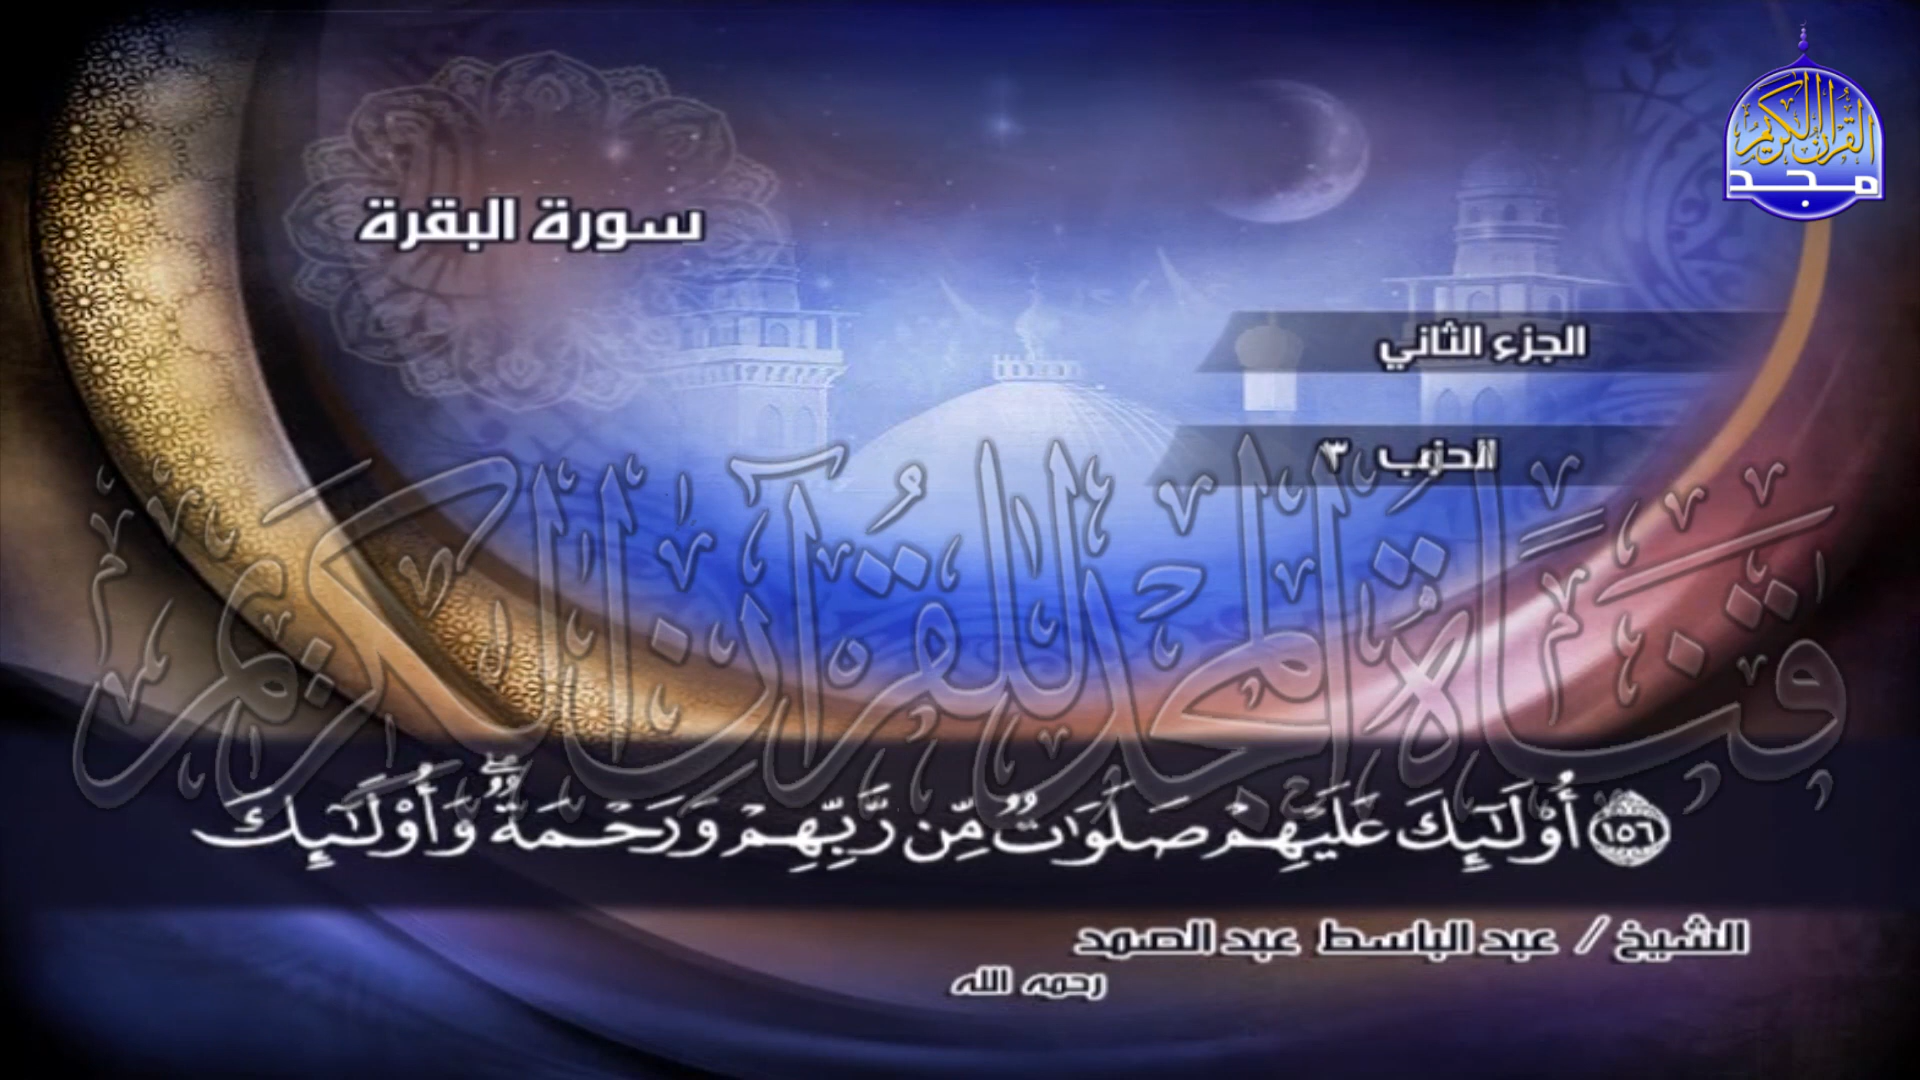 القرآن الكريم
مجد
سورة البقرة
الجزء الثاني
الحزب ٣
قناة المجد للقرآن الكريم
١٥٦ أُوْلَـٰٓئِكَ عَلَيْهِمْ صَلَوَٰتٌ مِّن رَّبِّهِمْ وَرَحْمَةٌ ۖ وَأُوْلَـٰٓئِكَ
الشيخ / عبد الباسط عبد الصمد
رحمه الله